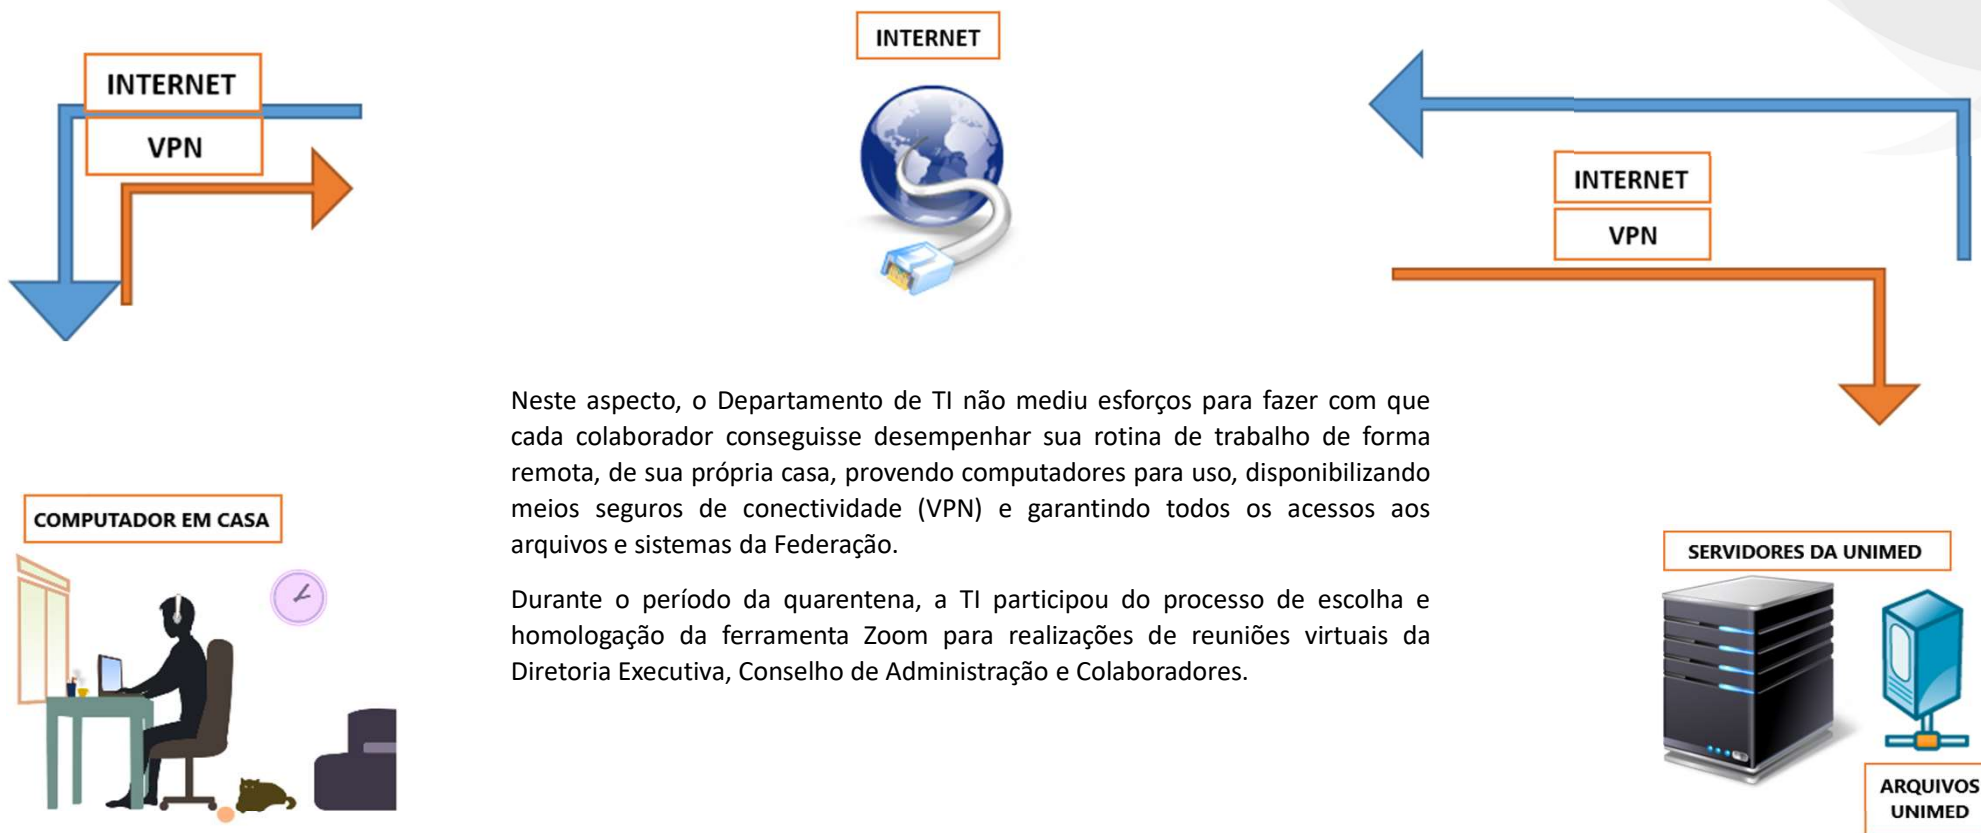 INTERNET
INTERNET
VPN
INTERNET
VPN
Neste aspecto, o Departamento de TI não mediu esforços para fazer com que
cada colaborador conseguisse desempenhar sua rotina de trabalho de forma
remota, de sua própria casa, provendo computadores para uso, disponibilizando
meios seguros de conectividade (VPN) e garantindo todos os acessos aos
arquivos e sistemas da Federação.
Durante o período da quarentena, a TI participou do processo de escolha e
homologação da ferramenta Zoom para realizações de reuniões virtuais da
Diretoria Executiva, Conselho de Administração e Colaboradores.
COMPUTADOR EM CASA
SERVIDORES DA UNIMED
ARQUIVOS
UNIMED